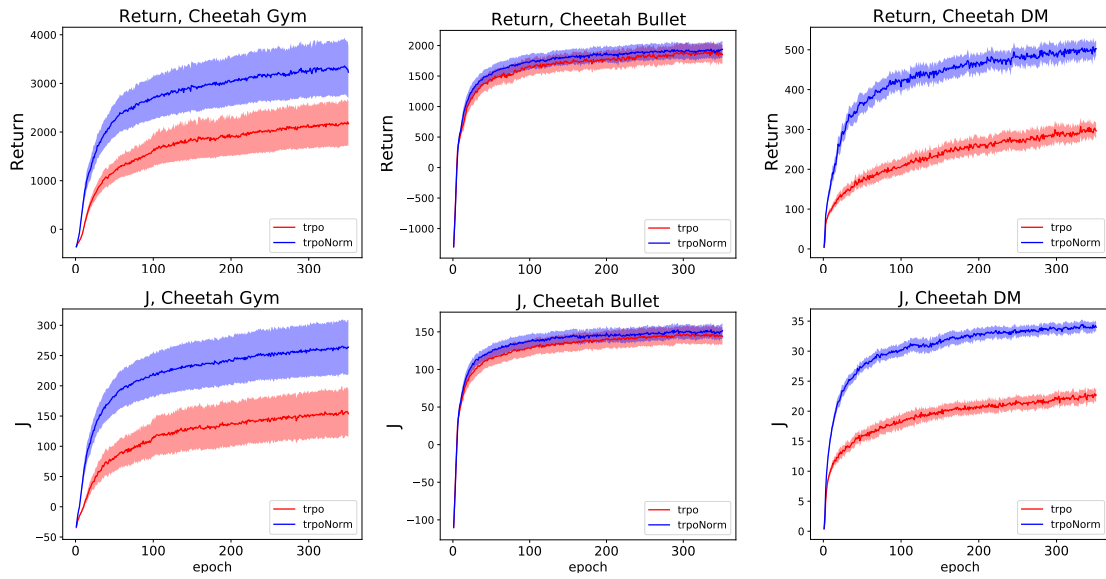 Return, Cheetah Gym
Return
4000
3000
2000
1000
0
0
100
200
300
trpo
trpoNorm
Return, Cheetah Bullet
Return
2000
1500
1000
500
0
−500
−1000
0
100
200
300
trpo
trpoNorm
Return, Cheetah DM
Return
500
400
300
200
100
0
0
100
200
300
trpo
trpoNorm
J, Cheetah Gym
J
300
250
200
150
100
50
0
−50
0
100
200
300
epoch
trpo
trpoNorm
J, Cheetah Bullet
J
150
100
50
0
−50
−100
0
100
200
300
epoch
trpo
trpoNorm
J, Cheetah DM
J
35
30
25
20
15
10
5
0
0
100
200
300
epoch
trpo
trpoNorm